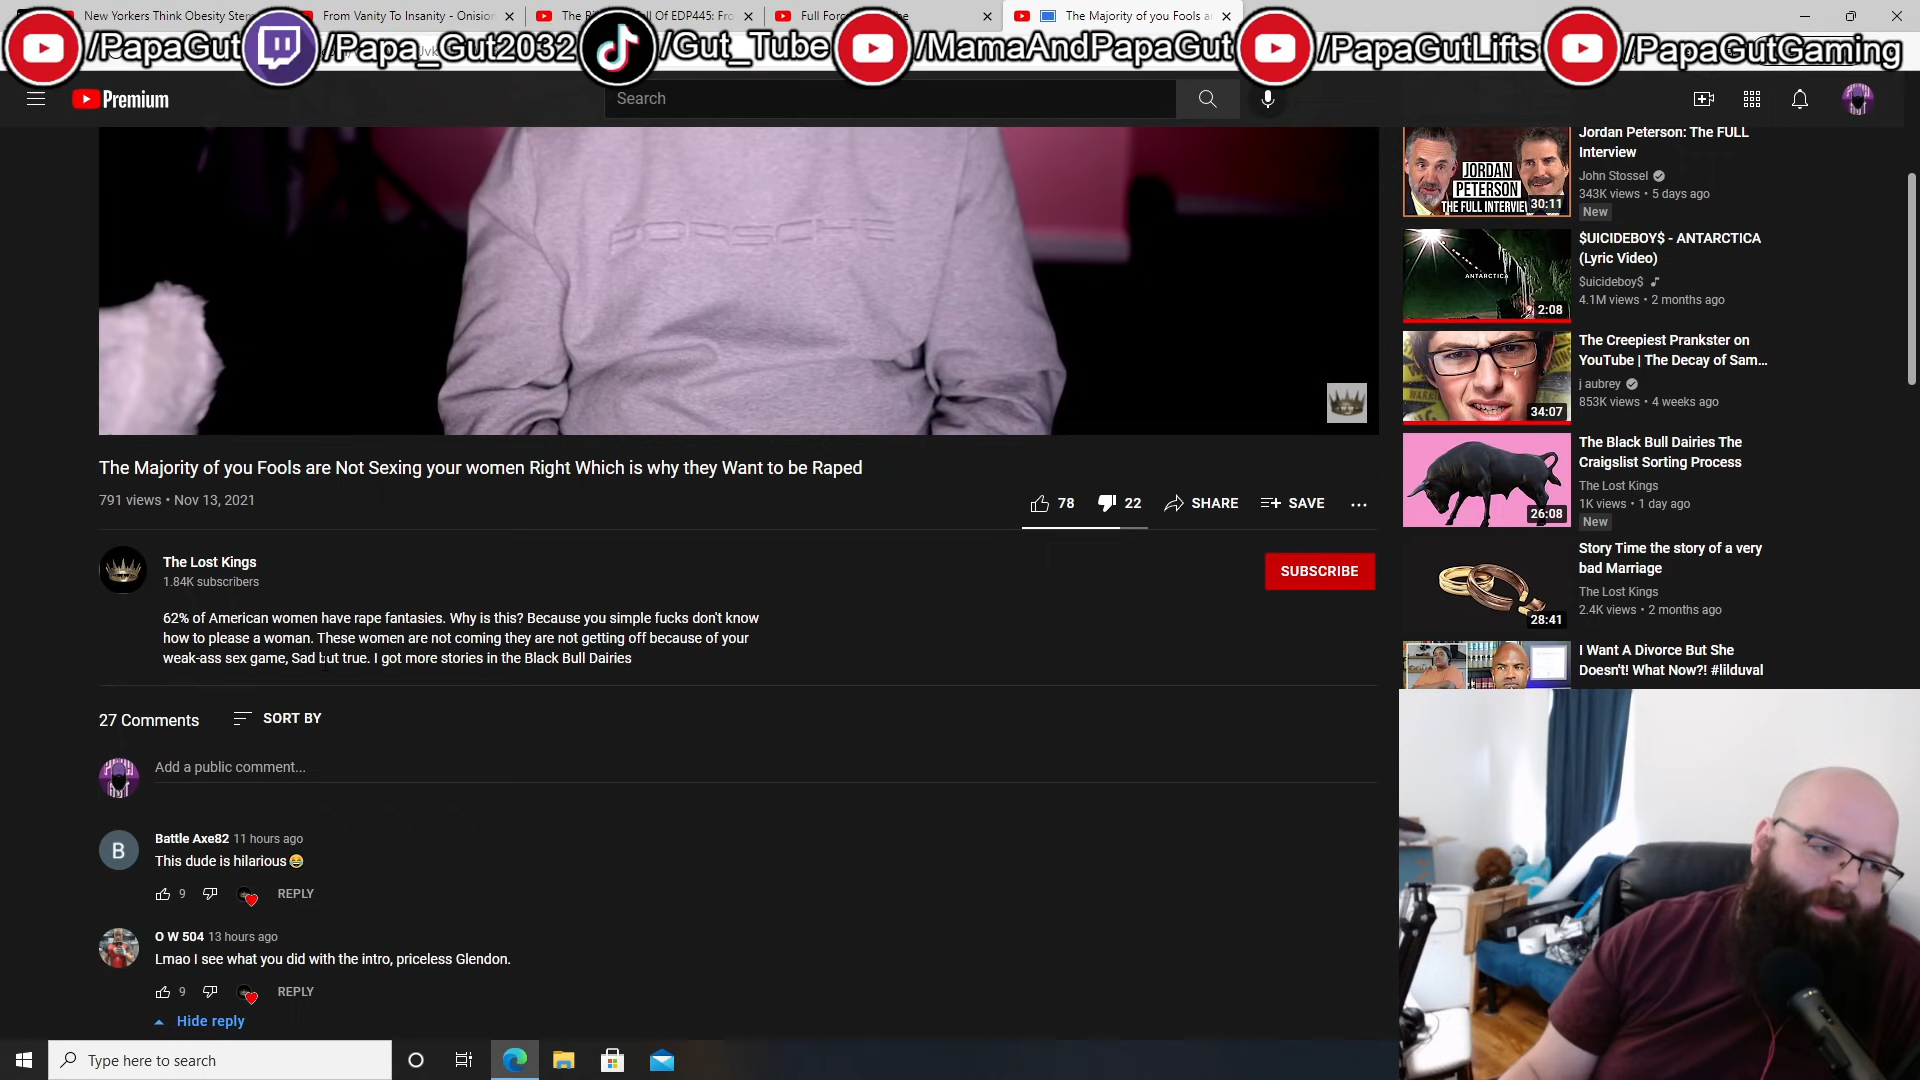 New Yorkers Think Obesity Ster
From Vanity To Insanity - Onision
Full For
The Majority of you Fools a
/PapaGut
/Papa_Gut2032
/Gut_Tube
/MamaAndPapaGut
/PapaGutLifts
/PapaGutGaming
Premium
Search
PORSCHE
The Majority of you Fools are Not Sexing your women Right Which is why they Want to be Raped
791 views • Nov 13, 2021
78
22
SHARE
SAVE
The Lost Kings
1.84K subscribers
SUBSCRIBE
62% of American women have rape fantasies. Why is this? Because you simple fucks don't know
how to please a woman. These women are not coming they are not getting off because of your
weak-ass sex game, Sad but true. I got more stories in the Black Bull Dairies
27 Comments
SORT BY
Add a public comment...
B
Battle Axe82 11 hours ago
This dude is hilarious😂
9
REPLY
O W 504 13 hours ago
Lmao I see what you did with the intro, priceless Glendon.
9
REPLY
Hide reply
JORDAN
PETERSON
THE FULL INTERVIEW
30:11
Jordan Peterson: The FULL
Interview
John Stossel
343K views • 5 days ago
New
ANTARCTICA
2:08
$UICIDEBOY$ - ANTARCTICA
(Lyric Video)
$uicideboy$
4.1M views • 2 months ago
34:07
The Creepiest Prankster on
YouTube | The Decay of Sam...
j aubrey
853K views • 4 weeks ago
26:08
The Black Bull Dairies The
Craigslist Sorting Process
The Lost Kings
1K views • 1 day ago
New
28:41
Story Time the story of a very
bad Marriage
The Lost Kings
2.4K views • 2 months ago
I Want A Divorce But She
Doesn't! What Now?! #lilduval
Type here to search